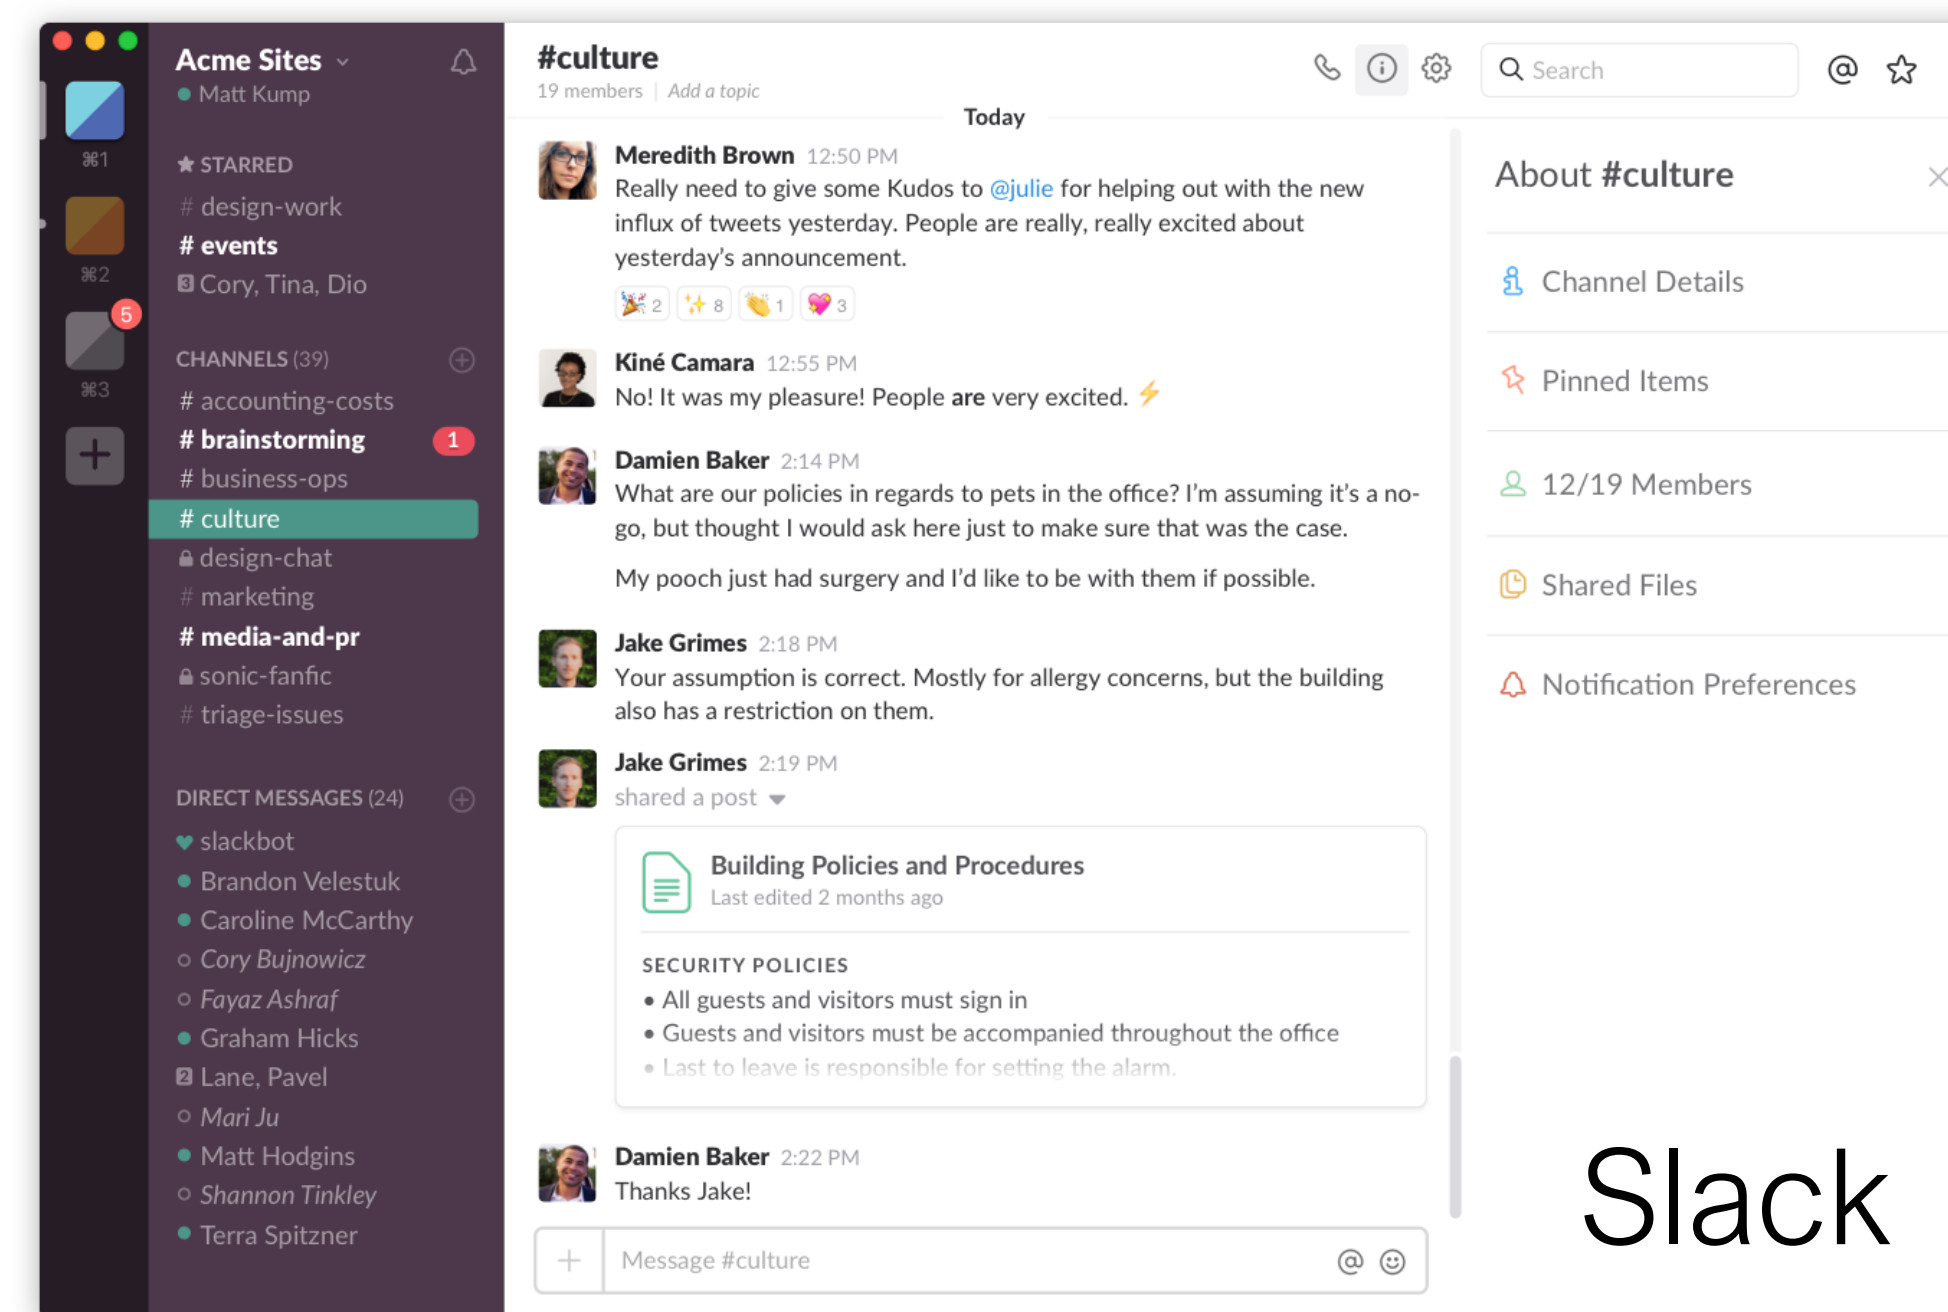 Acme Sites
Matt Kump
⌘1
⌘2
5
⌘3
STARRED
# design-work
# events
3 Cory, Tina, Dio
CHANNELS (39)
# accounting-costs
# brainstorming 1
# business-ops
# culture
design-chat
# marketing
# media-and-pr
sonic-fanfic
# triage-issues
DIRECT MESSAGES (24)
slackbot
Brandon Velestuk
Caroline McCarthy
Cory Bujnowicz
Fayaz Ashraf
Graham Hicks
2 Lane, Pavel
Mari Ju
Matt Hodgins
Shannon Tinkley
Terra Spitzner
#culture
19 members | Add a topic
Search
Today
Meredith Brown 12:50 PM
Really need to give some Kudos to @julie for helping out with the new
influx of tweets yesterday. People are really, really excited about
yesterday’s announcement.
🎉 2 ✨ 8 👏 1 💖 3
Kiné Camara 12:55 PM
No! It was my pleasure! People are very excited. ⚡
Damien Baker 2:14 PM
What are our policies in regards to pets in the office? I’m assuming it’s a no-
go, but thought I would ask here just to make sure that was the case.
My pooch just had surgery and I’d like to be with them if possible.
Jake Grimes 2:18 PM
Your assumption is correct. Mostly for allergy concerns, but the building
also has a restriction on them.
Jake Grimes 2:19 PM
shared a post
Building Policies and Procedures
Last edited 2 months ago
SECURITY POLICIES
• All guests and visitors must sign in
• Guests and visitors must be accompanied throughout the office
• Last to leave is responsible for setting the alarm.
Damien Baker 2:22 PM
Thanks Jake!
Message #culture
About #culture
Channel Details
Pinned Items
12/19 Members
Shared Files
Notification Preferences
Slack